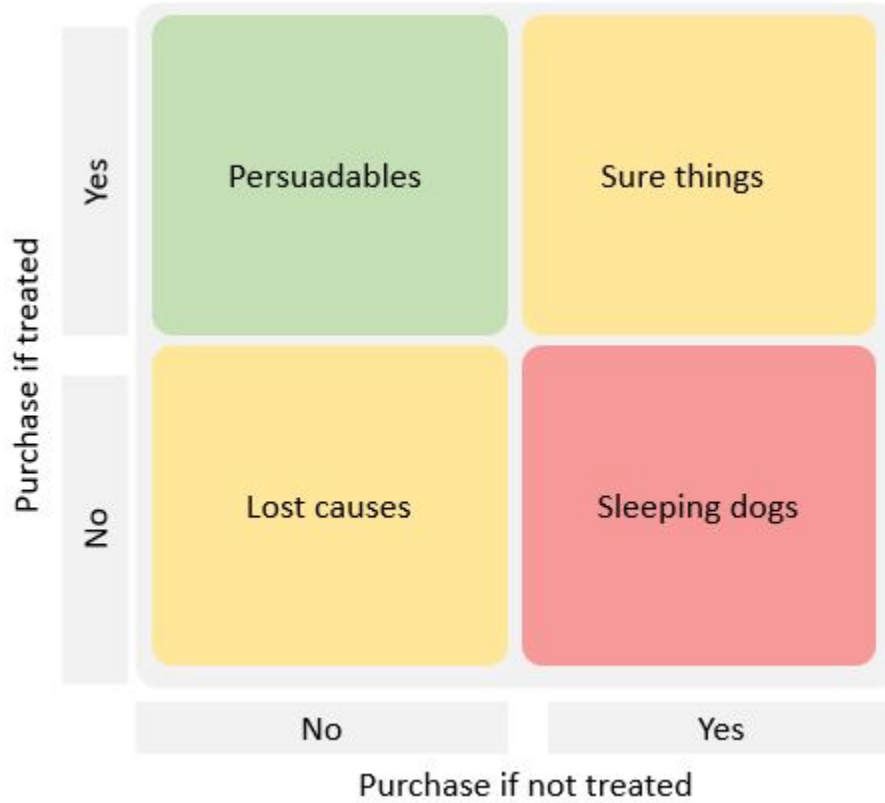 Purchase if treated
Yes
Persuadables
Sure things
No
Lost causes
Sleeping dogs
No
Yes
Purchase if not treated